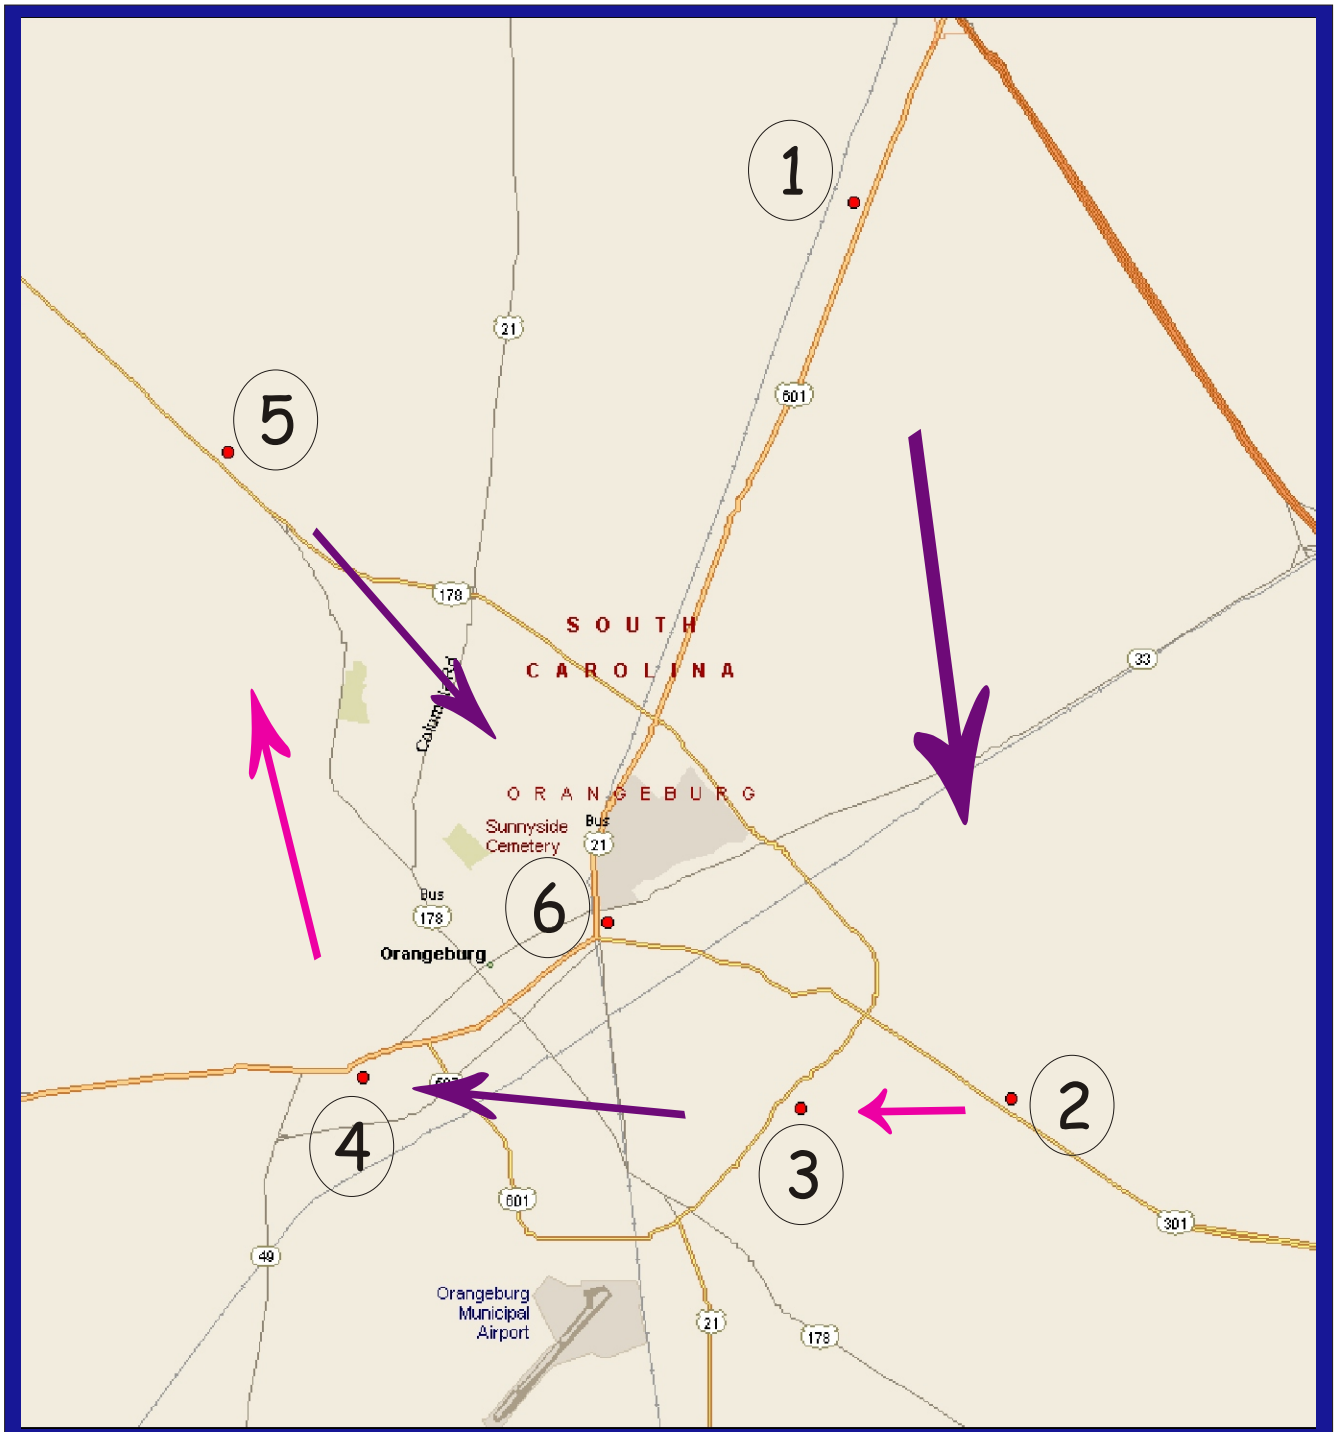 1
21
5
601
178
SOUTH
CAROLINA
33
Columbia Rd
ORANGEBURG
Sunnyside
Cemetery
Bus
21
6
Bus
178
Orangeburg
2
4
3
601
301
49
Orangeburg
Municipal
Airport
21
178